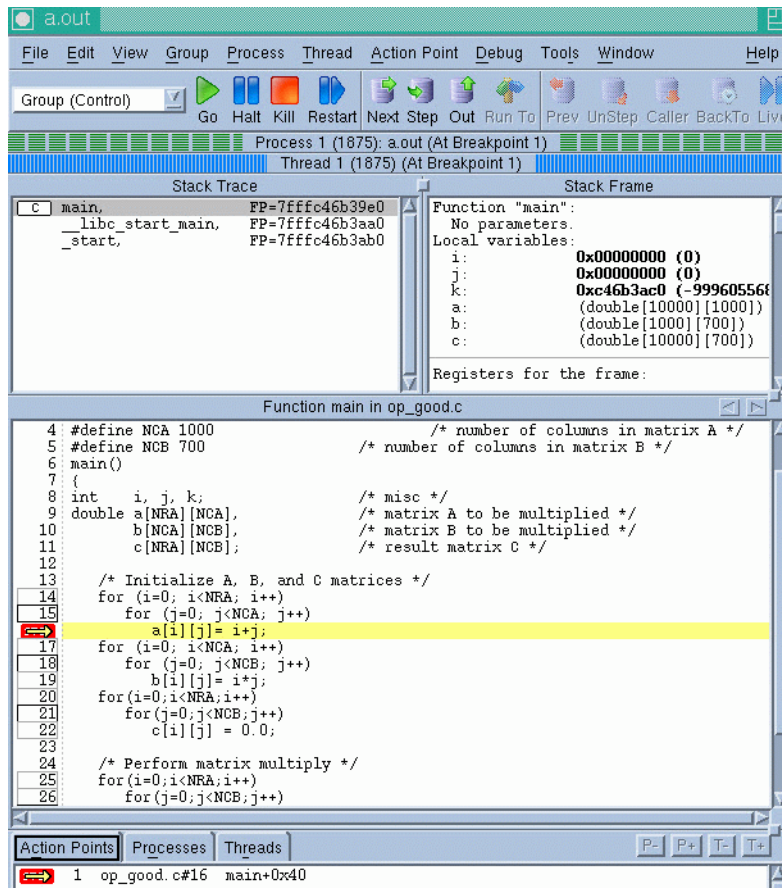 a.out
File Edit View Group Process Thread Action Point Debug Tools Window Help
Group (Control)
Go Halt Kill Restart Next Step Out Run To Prev UnStep Caller BackTo Live
Process 1 (1875): a.out (At Breakpoint 1)
Thread 1 (1875) (At Breakpoint 1)
Stack Trace
C main, FP=7fffc46b39e0
__libc_start_main, FP=7fffc46b3aa0
_start, FP=7fffc46b3ab0
Stack Frame
Function "main":
No parameters.
Local variables:
i: 0x00000000 (0)
j: 0x00000000 (0)
k: 0xc46b3ac0 (-999605568
a: (double[10000][1000])
b: (double[1000][700])
c: (double[10000][700])
Registers for the frame:
Function main in op_good.c
4 #define NCA 1000 /* number of columns in matrix A */
5 #define NCB 700 /* number of columns in matrix B */
6 main()
7 {
8 int i, j, k; /* misc */
9 double a[NRA][NCA], /* matrix A to be multiplied */
10 b[NCA][NCB], /* matrix B to be multiplied */
11 c[NRA][NCB]; /* result matrix C */
12
13 /* Initialize A, B, and C matrices */
14 for (i=0; i<NRA; i++)
15 for (j=0; j<NCA; j++)
a[i][j]= i+j;
17 for (i=0; i<NCA; i++)
18 for (j=0; j<NCB; j++)
19 b[i][j]= i*j;
20 for(i=0;i<NRA;i++)
21 for(j=0;j<NCB;j++)
22 c[i][j] = 0.0;
23
24 /* Perform matrix multiply */
25 for(i=0;i<NRA;i++)
26 for(j=0;j<NCB;j++)
Action Points Processes Threads P- P+ T- T+
1 op_good.c#16 main+0x40